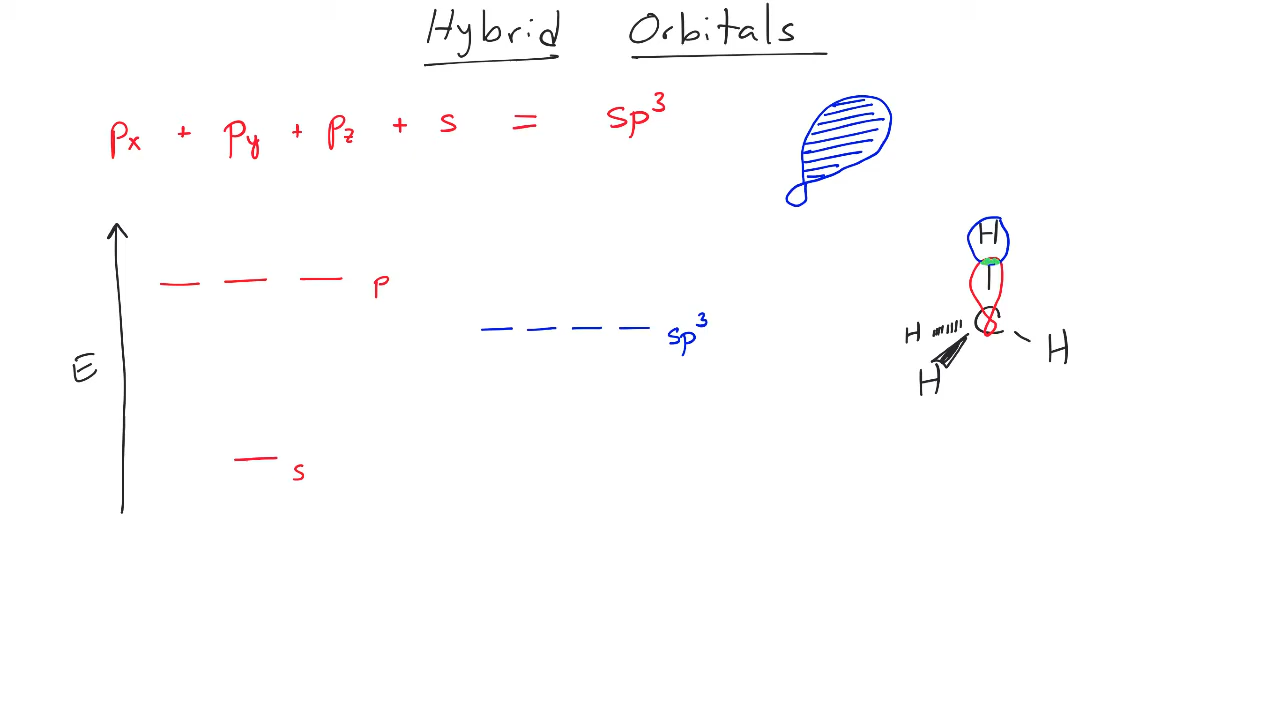 Hybrid Orbitals
px + py + pz + s = sp³
H
p
sp³
C
H
H
E
H
s